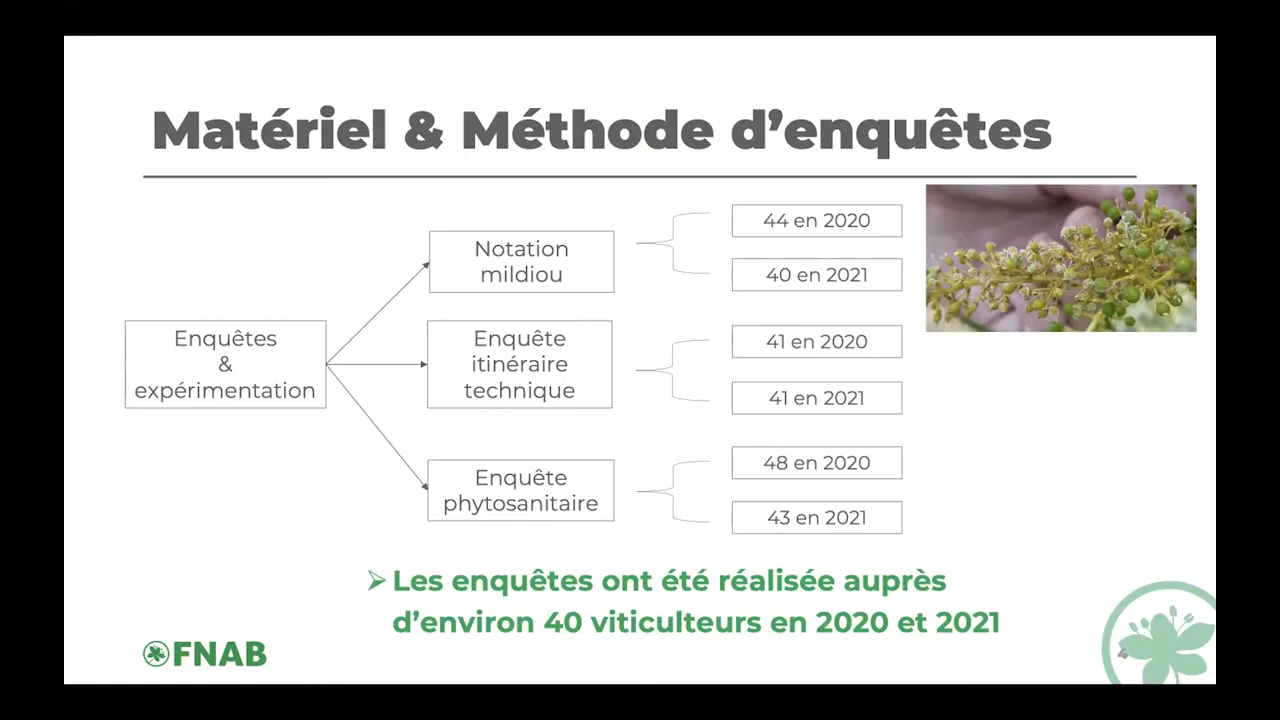 Matériel & Méthode d'enquêtes
Enquêtes
&
expérimentation
Notation
mildiou
44 en 2020
40 en 2021
Enquête
itinéraire
technique
41 en 2020
41 en 2021
Enquête
phytosanitaire
48 en 2020
43 en 2021
Les enquêtes ont été réalisée auprès
d'environ 40 viticulteurs en 2020 et 2021
FNAB